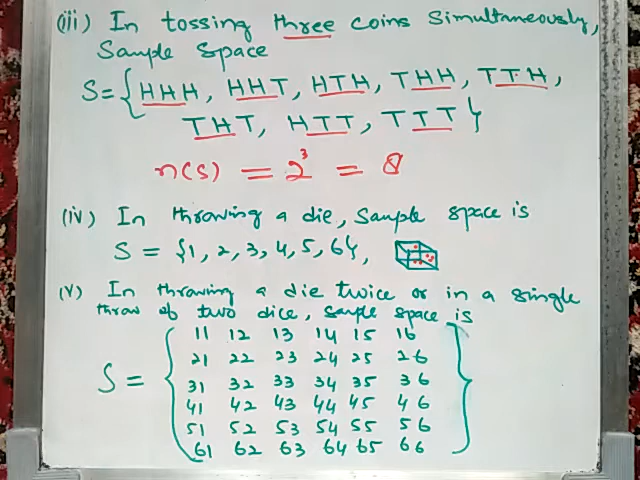 (iii) In tossing three coins simultaneously,
Sample space
S={HHH, HHT, HTH, THH, TTH,
THT, HTT, TTT}
n(s) = 2³ = 8
(iv) In throwing a die, sample space is
S = {1, 2, 3, 4, 5, 6},
(v) In throwing a die twice or in a single
throw of two dice, sample space is
11 12 13 14 15 16
21 22 23 24 25 26
S = { 31 32 33 34 35 36 }
41 42 43 44 45 46
51 52 53 54 55 56
61 62 63 64 65 66